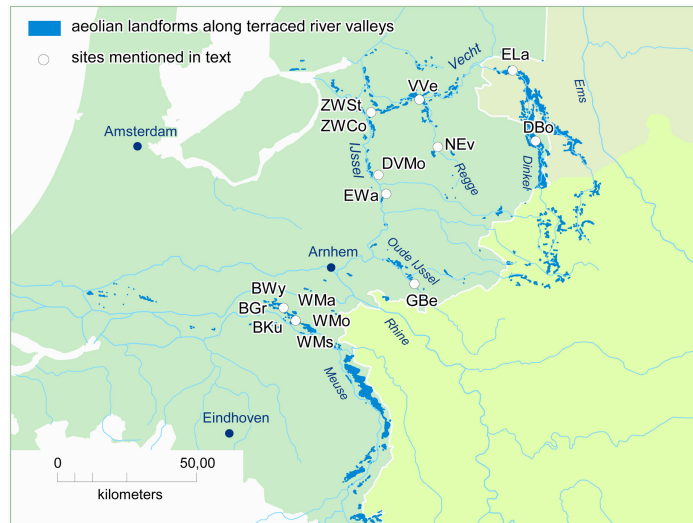 aeolian landforms along terraced river valleys
sites mentioned in text
Vecht
ELa
Ems
VVe
ZWSt
ZWCo
Amsterdam
DBo
NEv
IJssel
DVMo
Regge
Dinkel
EWa
Arnhem
Oude IJssel
BWy
WMa
GBe
BGr
WMo
BKu
WMs
Rhine
Meuse
Eindhoven
0 50,00
kilometers